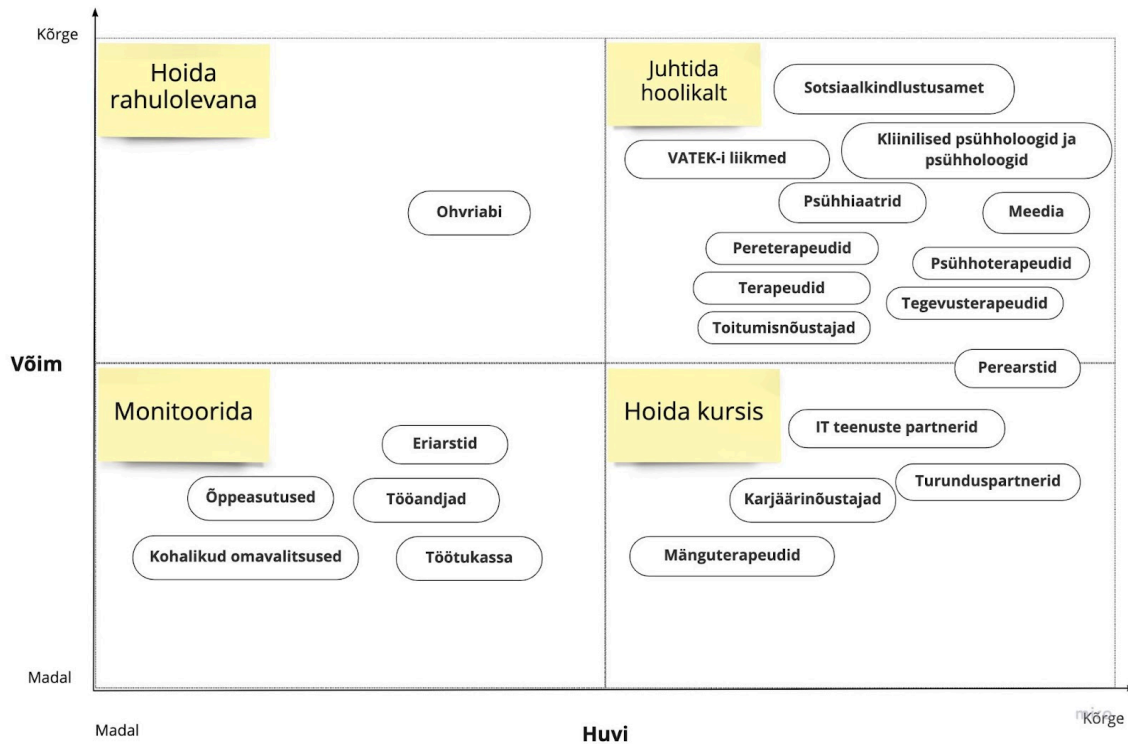 Kõrge
Hoida
rahulolevana
Juhtida
hoolikalt
Sotsiaalkindlustusamet
Kliinilised psühholoogid ja
psühholoogid
VATEK-i liikmed
Psühhiaatrid
Ohvriabi
Meedia
Pereterapeudid
Psühhoterapeudid
Terapeudid
Tegevusterapeudid
Toitumisnõustajad
Võim
Perearstid
Monitoorida
Hoida kursis
IT teenuste partnerid
Eriarstid
Turunduspartnerid
Õppeasutused
Tööandjad
Karjäärinõustajad
Kohalikud omavalitsused
Töötukassa
Mänguterapeudid
Madal
Madal
Huvi
miro
Kõrge